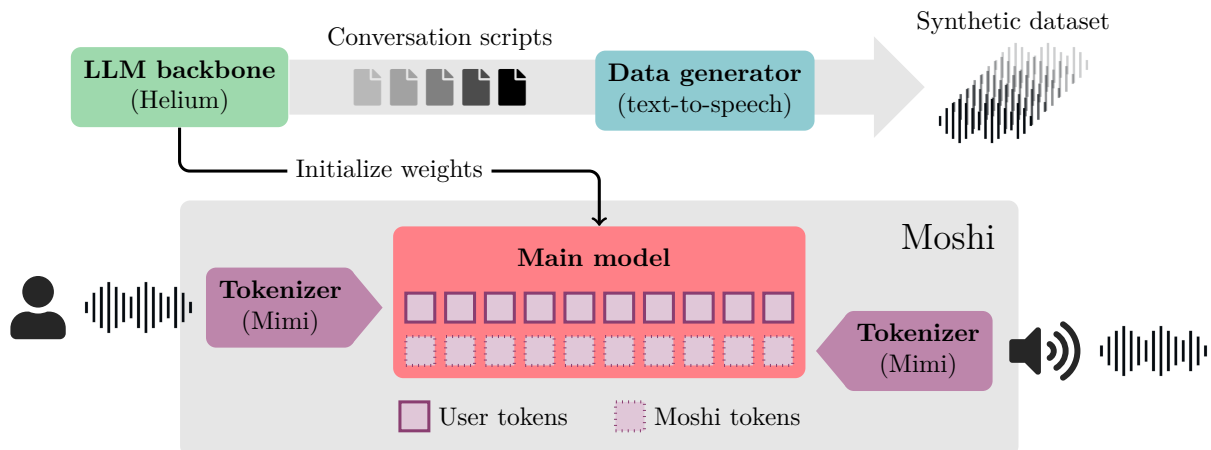 Synthetic dataset
Conversation scripts
LLM backbone
(Helium)
Data generator
(text-to-speech)
Initialize weights
Moshi
Main model
Tokenizer
(Mimi)
Tokenizer
(Mimi)
User tokens
Moshi tokens